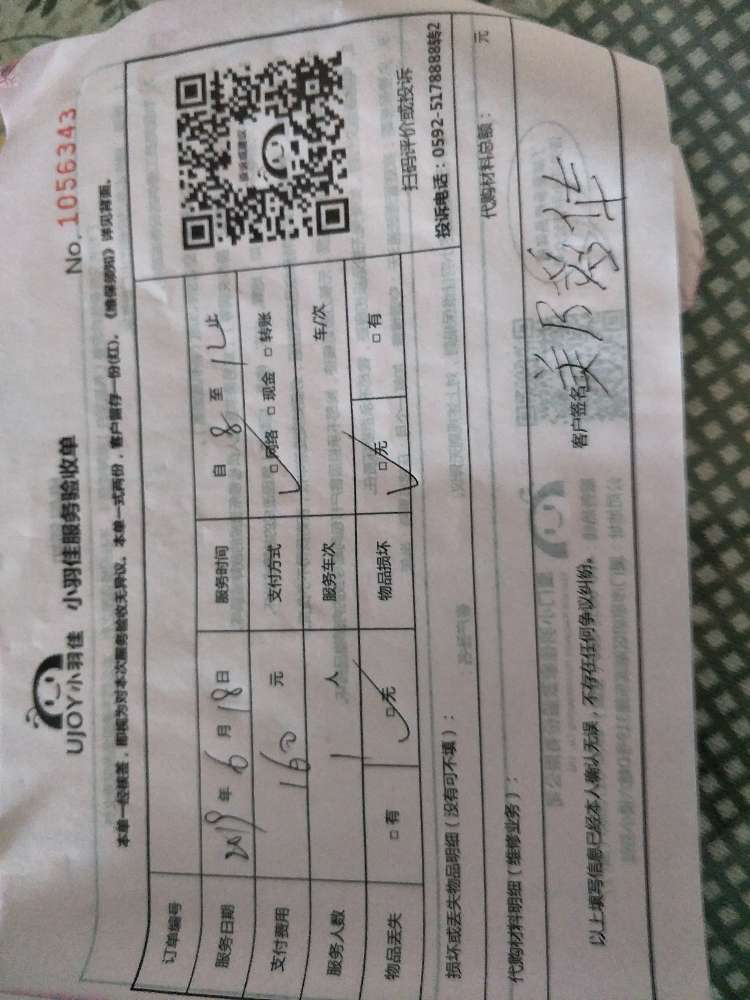 UJOY小羽佳 小羽佳服务验收单
No. 1056343
本单一经核签，即视为对本次服务验收无异议。本单一式两份，客户留存一份(红)。《维保须知》详见背面。
订单编号
服务日期 2019年6月18日 服务时间 自 8 至 12 止
支付费用 160 元 支付方式 □网络 □现金 □转账
服务人数 1 人 服务车次 车/次
物品丢失 □有 □无 物品损坏 □无 □有
扫码评价或投诉
投诉电话：0592-5178888转2
损坏或丢失物品明细（没有可不填）：
代购材料明细（维修业务）： 代购材料总额： 元
以上填写信息已经本人确认无误，不存在任何争议纠纷。 客户签名